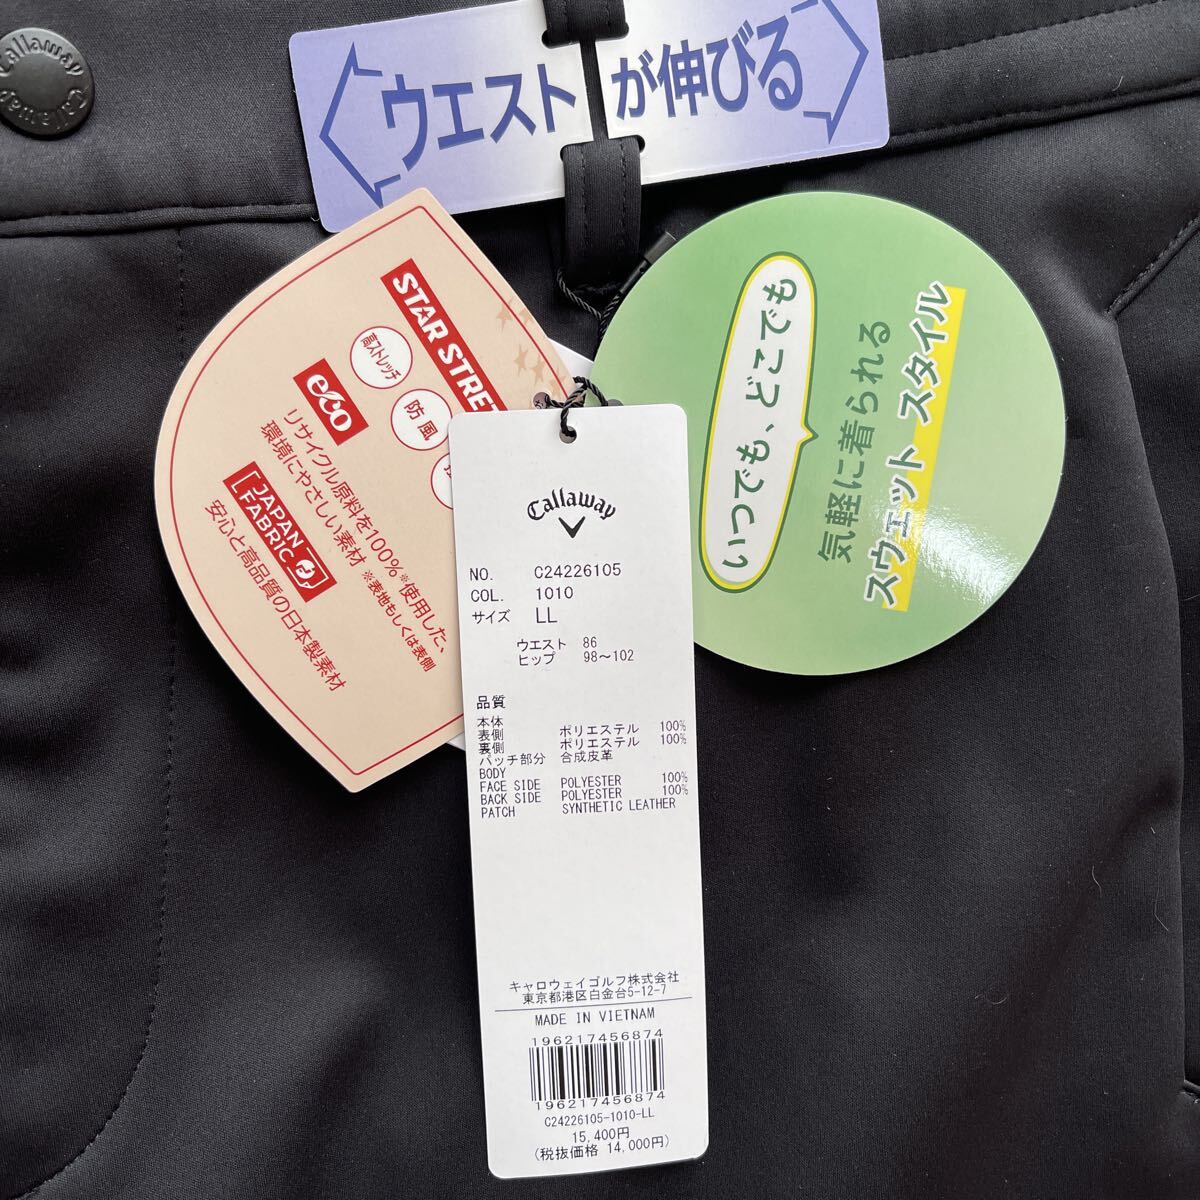 Callaway
Callaway
ウエストが伸びる
STAR STRE
高ストレッチ
防風
eco
リサイクル原料を100%※使用した、
環境にやさしい素材 ※表地もしくは表側
JAPAN
FABRIC
安心と高品質の日本製素材
いつでも、どこでも
気軽に着られる
スウェット スタイル
Callaway
NO. C24226105
COL. 1010
サイズ LL
ウエスト 86
ヒップ 98〜102
品質
本体
表側 ポリエステル 100%
裏側 ポリエステル 100%
パッチ部分 合成皮革
BODY
FACE SIDE POLYESTER 100%
BACK SIDE POLYESTER 100%
PATCH SYNTHETIC LEATHER
キャロウェイゴルフ株式会社
東京都港区白金台5-12-7
MADE IN VIETNAM
196217456874
196217456874
C24226105-1010-LL
15,400円
(税抜価格 14,000円)